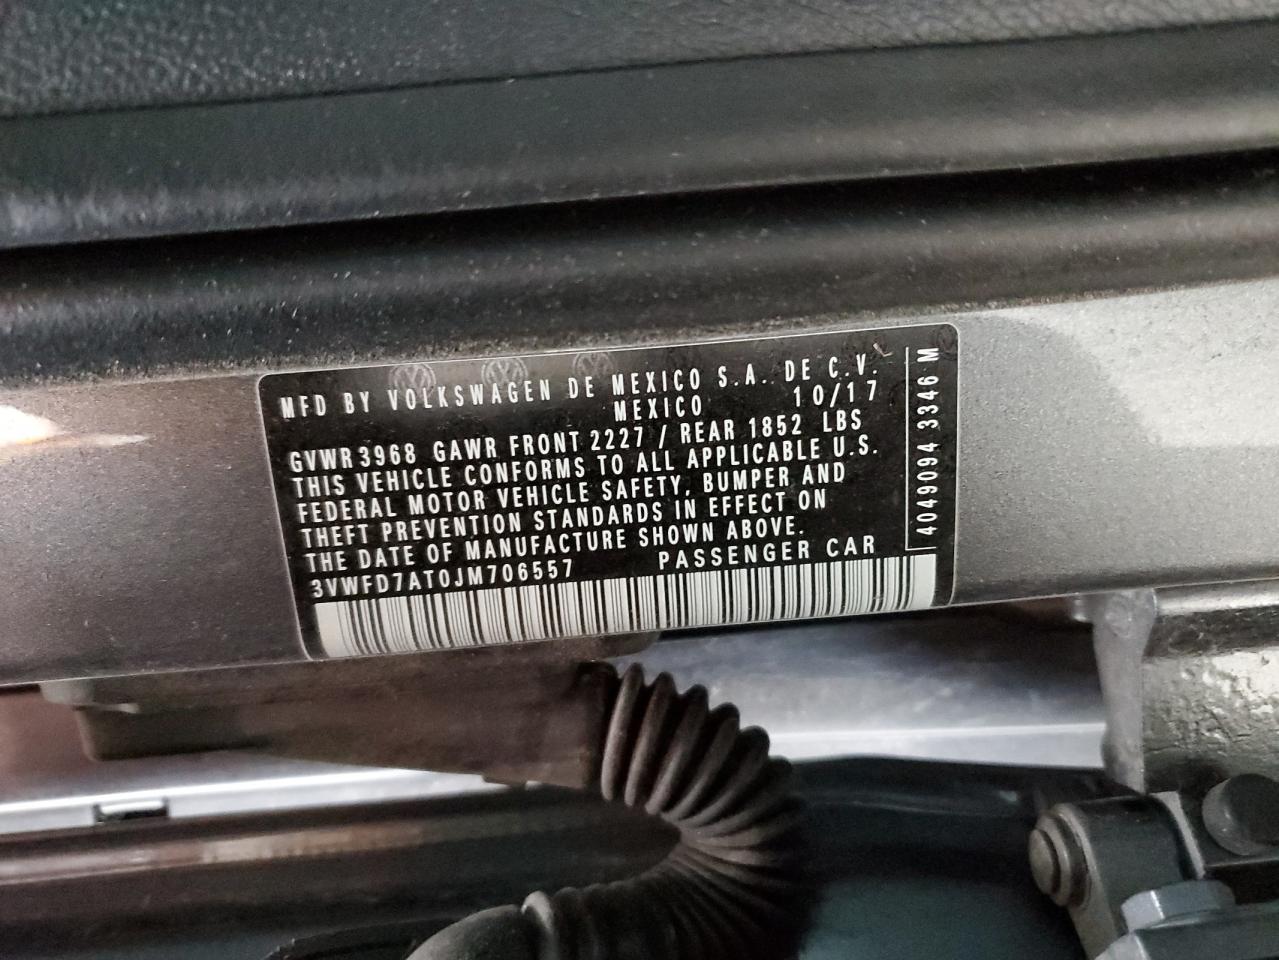 MFD BY VOLKSWAGEN DE MEXICO S.A. DE C.V.
MEXICO 10/17
GVWR 3968 GAWR FRONT 2227 / REAR 1852 LBS
THIS VEHICLE CONFORMS TO ALL APPLICABLE U.S.
FEDERAL MOTOR VEHICLE SAFETY, BUMPER AND
THEFT PREVENTION STANDARDS IN EFFECT ON
THE DATE OF MANUFACTURE SHOWN ABOVE.
3VWFD7AT0JM706557 PASSENGER CAR
4049094 3346 M